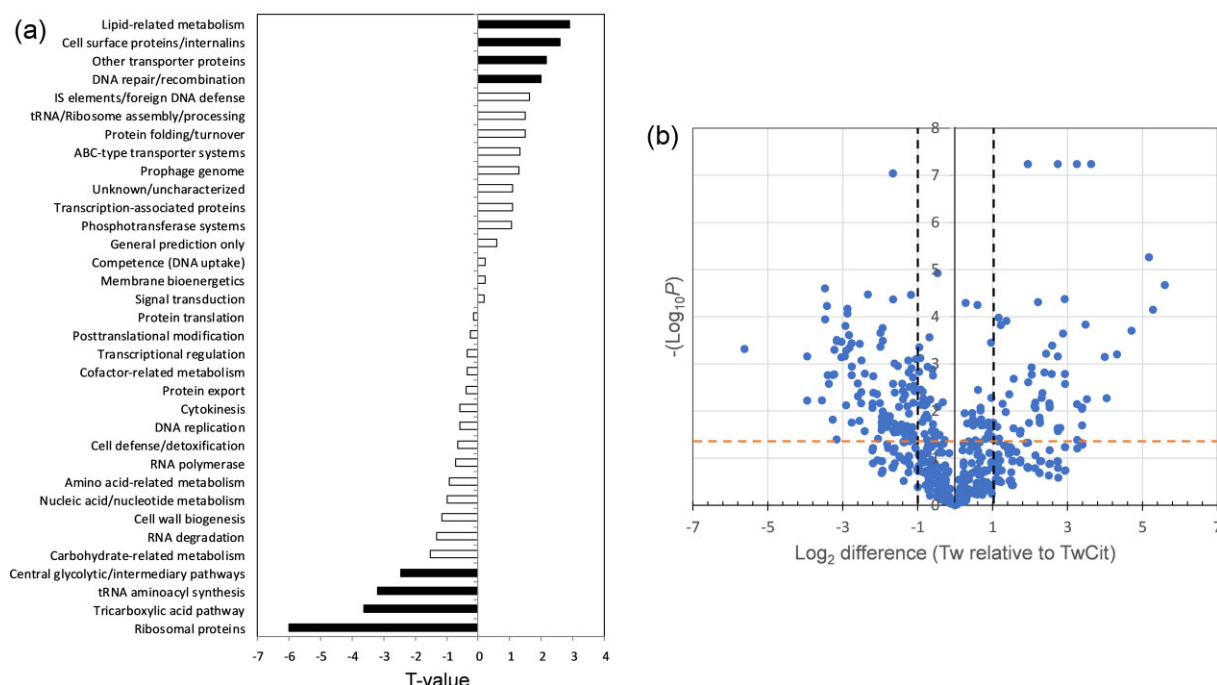 (a)
Lipid-related metabolism
Cell surface proteins/internalins
Other transporter proteins
DNA repair/recombination
IS elements/foreign DNA defense
tRNA/Ribosome assembly/processing
Protein folding/turnover
ABC-type transporter systems
Prophage genome
Unknown/uncharacterized
Transcription-associated proteins
Phosphotransferase systems
General prediction only
Competence (DNA uptake)
Membrane bioenergetics
Signal transduction
Protein translation
Posttranslational modification
Transcriptional regulation
Cofactor-related metabolism
Protein export
Cytokinesis
DNA replication
Cell defense/detoxification
RNA polymerase
Amino acid-related metabolism
Nucleic acid/nucleotide metabolism
Cell wall biogenesis
RNA degradation
Carbohydrate-related metabolism
Central glycolytic/intermediary pathways
tRNA aminoacyl synthesis
Tricarboxylic acid pathway
Ribosomal proteins
-7 -6 -5 -4 -3 -2 -1 0 1 2 3 4
T-value
(b)
-(Log10P)
8
7
6
5
4
3
2
1
-7 -5 -3 -1 1 3 5 7
Log2 difference (Tw relative to TwCit)